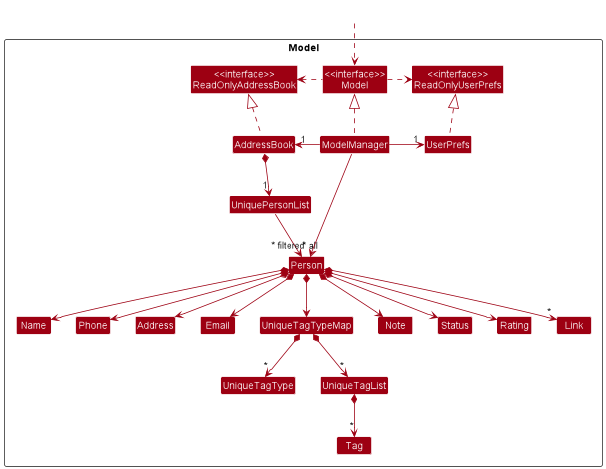 Model
<<interface>>
ReadOnlyAddressBook
<<interface>>
Model
<<interface>>
ReadOnlyUserPrefs
AddressBook
1
ModelManager
1
UserPrefs
1
UniquePersonList
* filtered
* all
Person
Name
Phone
Address
Email
UniqueTagTypeMap
Note
Status
Rating
*
Link
*
UniqueTagType
*
UniqueTagList
*
Tag